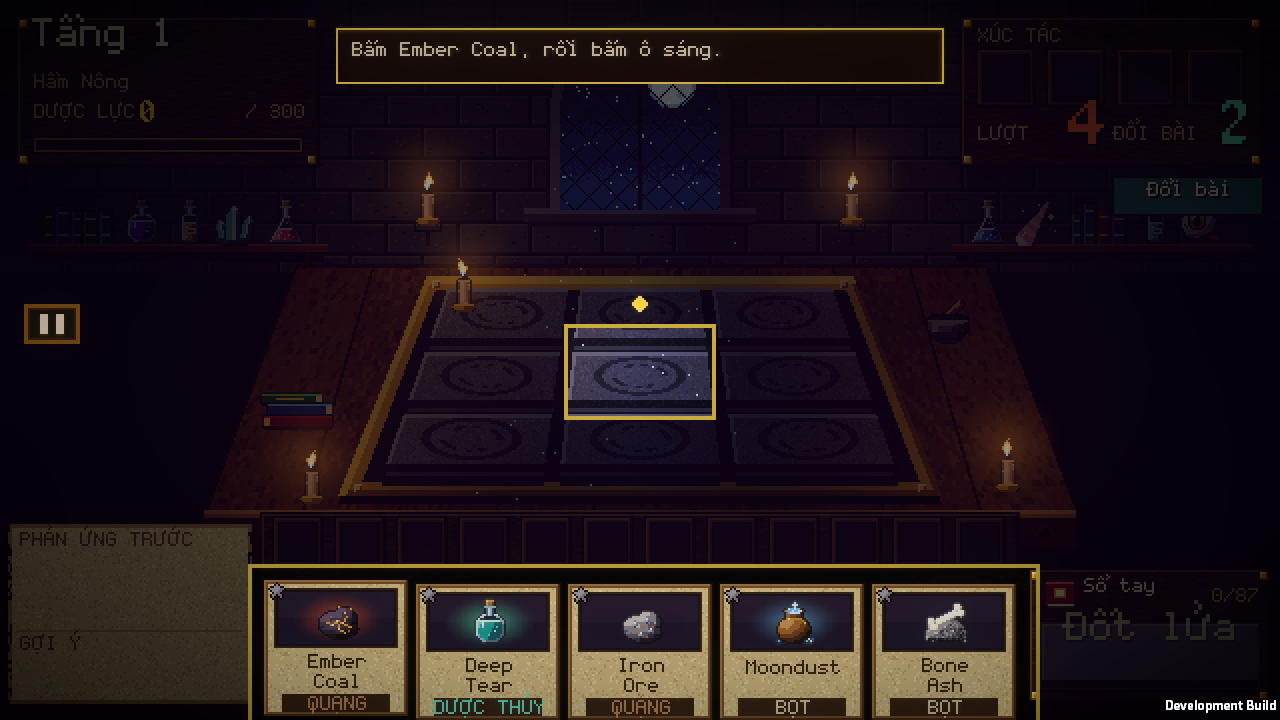 Tầng 1
Hầm Nông
DƯỢC LỰC 0 / 300
Bấm Ember Coal, rồi bấm ô sáng.
XÚC TÁC
LƯỢT 4 ĐỔI BÀI 2
Đổi bài
PHẢN ỨNG TRƯỚC
GỢI Ý
Ember
Coal
QUẶNG
Deep
Tear
DƯỢC THỦY
Iron
Ore
QUẶNG
Moondust
BỘT
Bone
Ash
BỘT
Sổ tay
0/87
Đốt lửa
Development Build